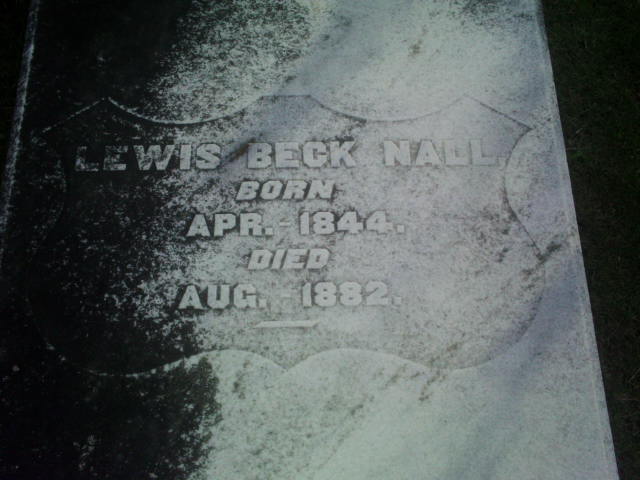 LEWIS BECK NALL.
BORN
APR. - 1844.
DIED
AUG. - 1882.